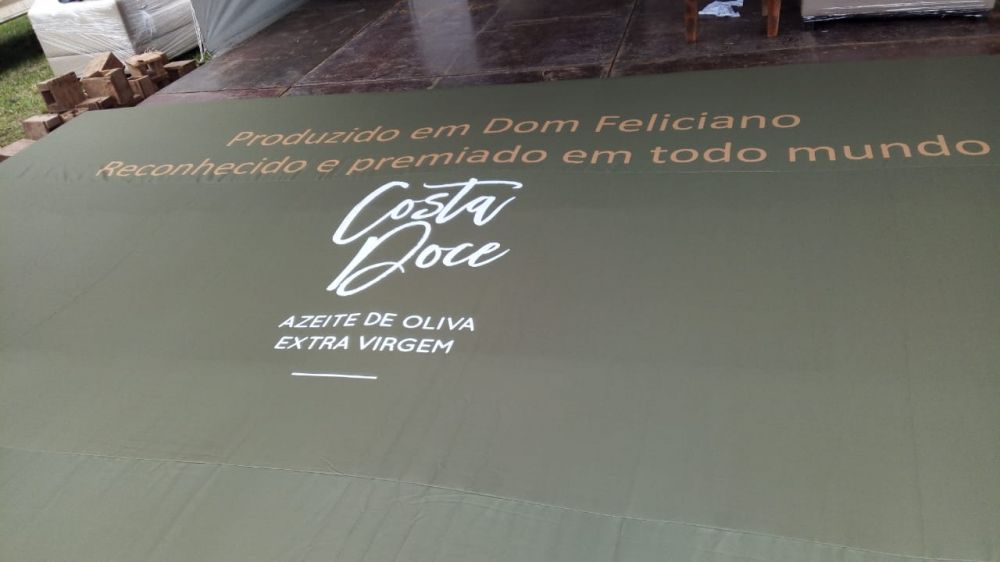 Produzido em Dom Feliciano
Reconhecido e premiado em todo mundo
Costa
Doce
AZEITE DE OLIVA
EXTRA VIRGEM